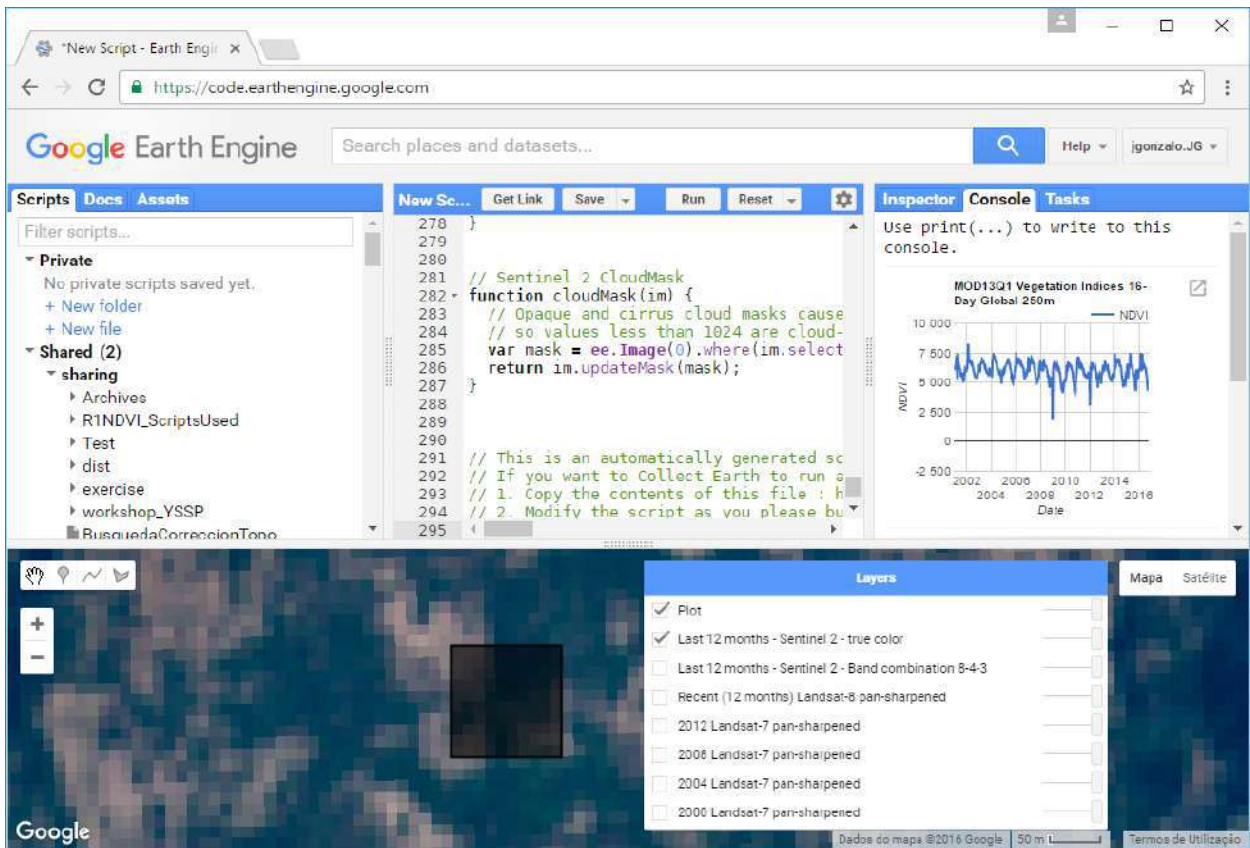 *New Script - Earth Engin
https://code.earthengine.google.com
Google Earth Engine
Search places and datasets...
Help
jgonzalo.JG
Scripts Docs Assets
Filter scripts...
Private
No private scripts saved yet.
+ New folder
+ New file
Shared (2)
sharing
Archives
R1NDVI_ScriptsUsed
Test
dist
exercise
workshop_YSSP
BusquedaCorreccionTopo
New Sc... Get Link Save Run Reset
278 }
279
280
281 // Sentinel 2 CloudMask
282 function cloudMask(im) {
283 // Opaque and cirrus cloud masks cause
284 // so values less than 1024 are cloud-
285 var mask = ee.Image(0).where(im.select
286 return im.updateMask(mask);
287 }
288
289
290
291 // This is an automatically generated sc
292 // If you want to Collect Earth to run a
293 // 1. Copy the contents of this file : h
294 // 2. Modify the script as you please bu
295
Inspector Console Tasks
Use print(...) to write to this
console.
MOD13Q1 Vegetation Indices 16-
Day Global 250m
NDVI
10 000
7 500
5 000
2 500
0
-2 500
NDVI
2002 2006 2010 2014
2004 2008 2012 2016
Date
Layers
Plot
Last 12 months - Sentinel 2 - true color
Last 12 months - Sentinel 2 - Band combination 8-4-3
Recent (12 months) Landsat-8 pan-sharpened
2012 Landsat-7 pan-sharpened
2008 Landsat-7 pan-sharpened
2004 Landsat-7 pan-sharpened
2000 Landsat-7 pan-sharpened
Mapa Satélite
Google
Dados do mapa ©2016 Google 50 m Termos de Utilização